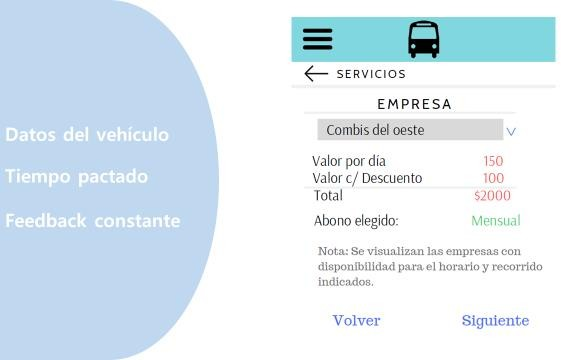 Datos del vehículo
Tiempo pactado
Feedback constante
SERVICIOS
EMPRESA
Combis del oeste
Valor por día 150
Valor c/ Descuento 100
Total $2000
Abono elegido: Mensual
Nota: Se visualizan las empresas con
disponibilidad para el horario y recorrido
indicados.
Volver Siguiente